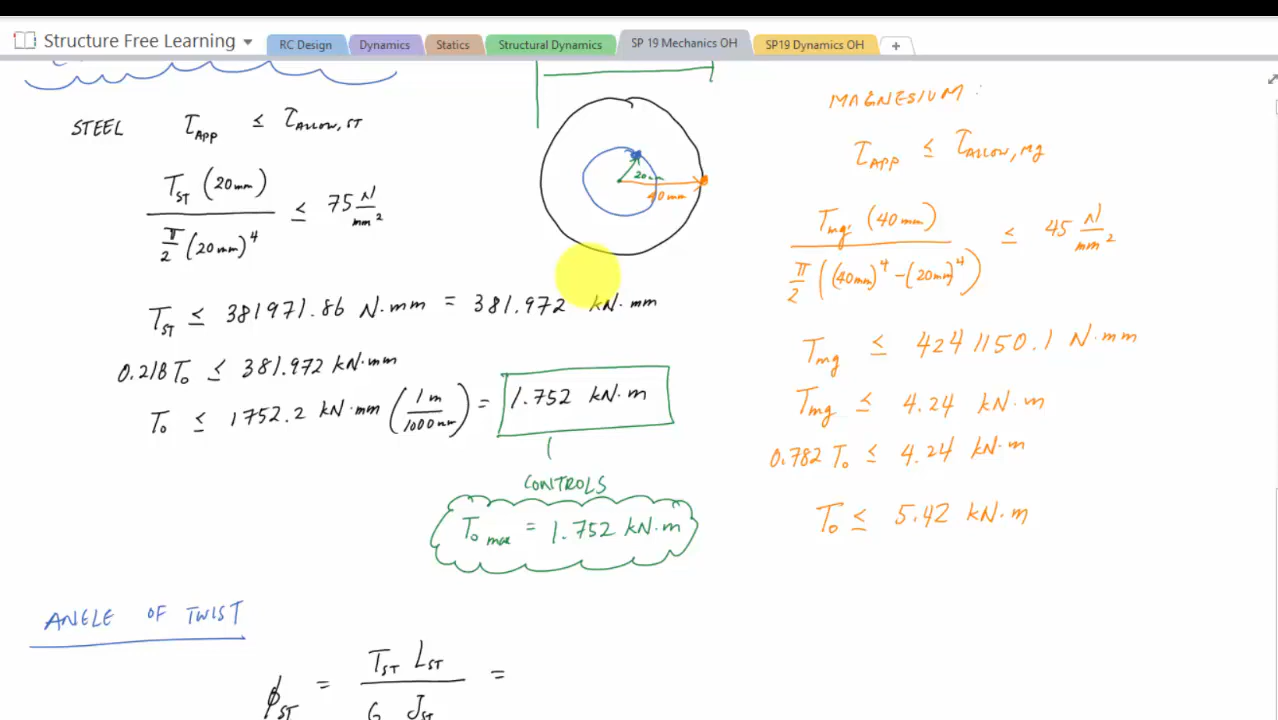 Structure Free Learning
RC Design
Dynamics
Statics
Structural Dynamics
SP 19 Mechanics OH
SP19 Dynamics OH
STEEL τAPP ≤ τALLOW, ST
TST (20mm) / π/2 (20mm)⁴ ≤ 75 N/mm²
TST ≤ 381971.86 N·mm = 381.972 kN·mm
0.218 To ≤ 381.972 kN·mm
To ≤ 1752.2 kN·mm (1m / 1000mm) = 1.752 kN·m
CONTROLS
To max = 1.752 kN·m
20mm
40mm
MAGNESIUM :
τAPP ≤ τALLOW, Mg
Tmg (40mm) / π/2 ((40mm)⁴ - (20mm)⁴) ≤ 45 N/mm²
Tmg ≤ 4241150.1 N·mm
Tmg ≤ 4.24 kN·m
0.782 To ≤ 4.24 kN·m
To ≤ 5.42 kN·m
ANGLE OF TWIST
ϕST = TST LST / G JST =